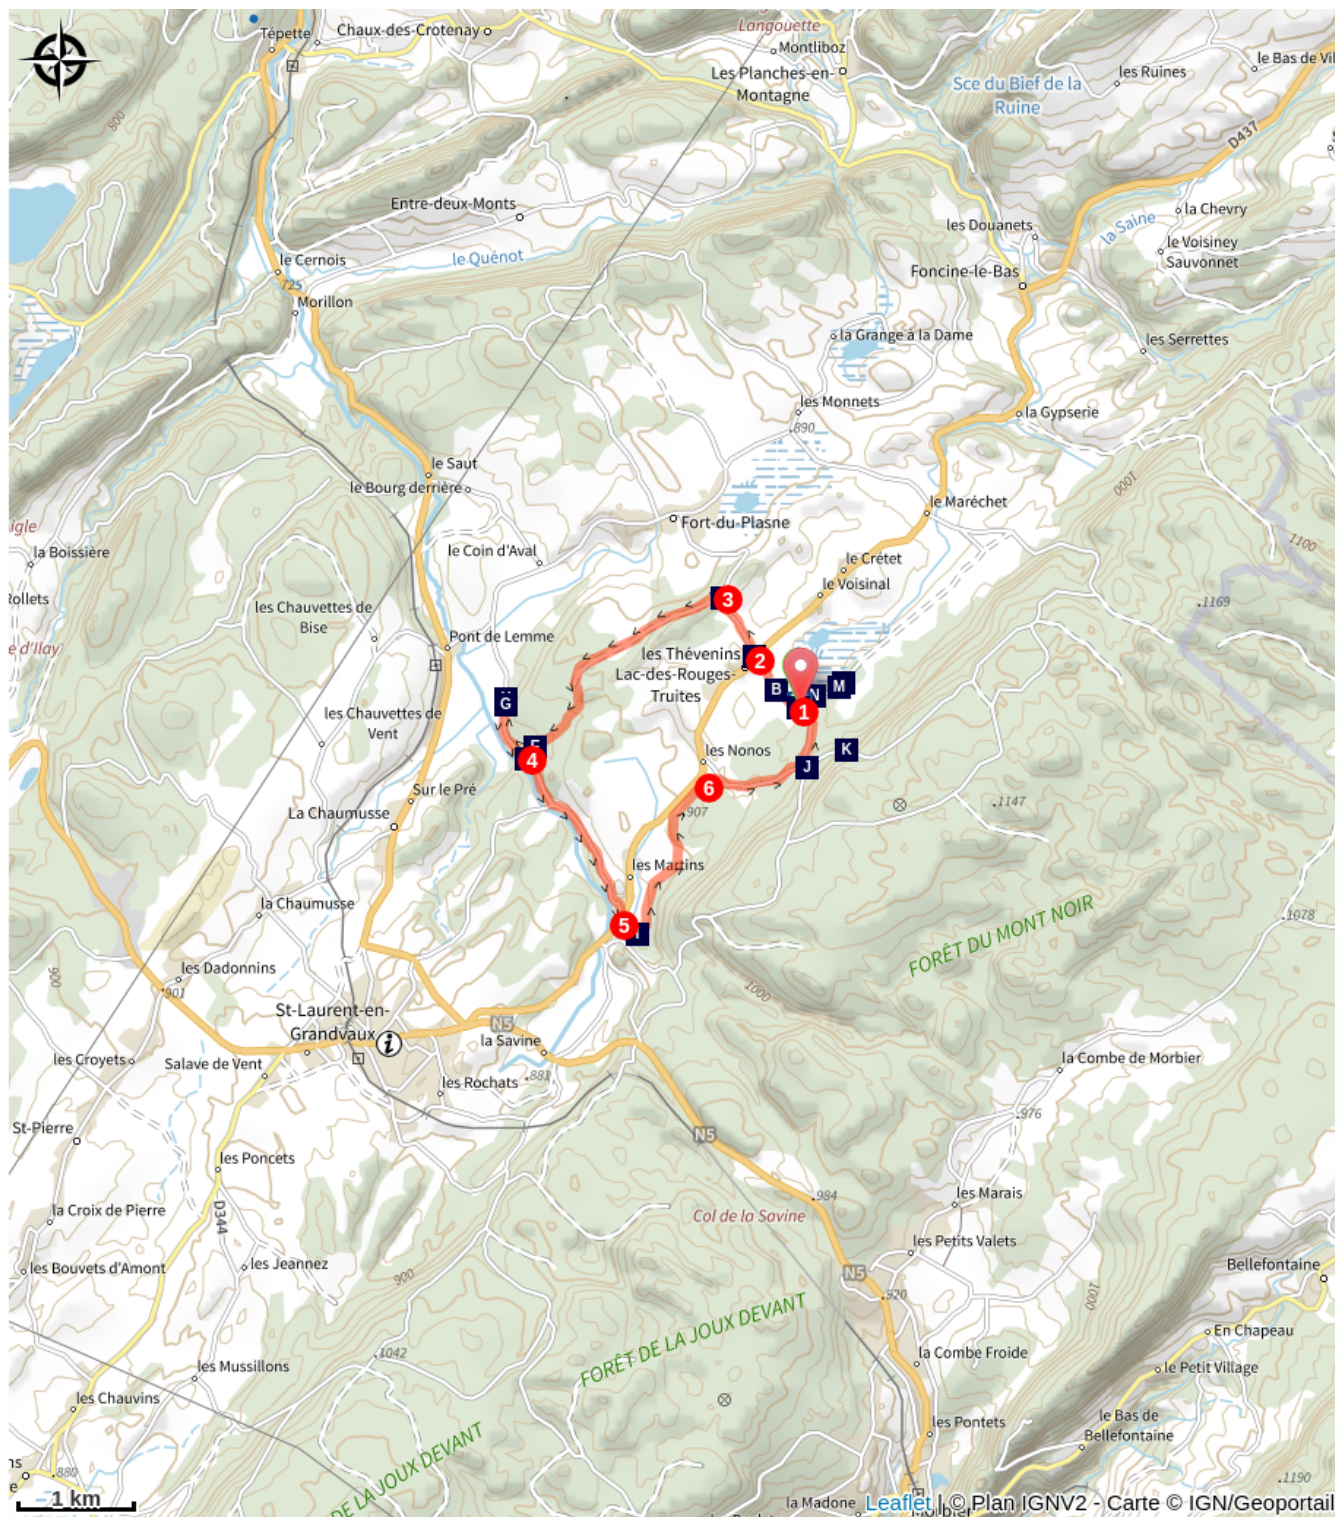 Tépette
Chaux-des-Crotenay
Langouette
Montliboz
Les Planches-en-
Montagne
Sce du Bief de la
Ruine
les Ruines
le Bas de Vil
800
D437
Entre-deux-Monts
le Quénot
les Douanets
la Saine
la Chevry
le Voisiney
Sauvonnet
le Cernois
725
Morillon
Foncine-le-Bas
la Grange à la Dame
les Serrettes
les Monnets
890
la Gypserie
le Saut
le Bourg derrière
1000
le Maréchet
Fort-du-Plasne
igle
la Boissière
le Coin d'Aval
le Crétet
le Voisinal
1100
Rollets
les Chauvettes de
Bise
3
1169
e d'Ilay
Pont de Lemme
les Thévenins
2
Lac-des-Rouges-
Truites
B
N
M
G
1
les Chauvettes de
Vent
E
4
les Nonos
K
J
Sur le Pré
6
907
1147
La Chaumusse
les Martins
la Chaumusse
5
I
1078
FORÊT DU MONT NOIR
900
les Dadonnins
901
1000
St-Laurent-en-
Grandvaux
i
N5
la Savine
les Croyets
Salave de Vent
les Rochats
881
la Combe de Morbier
St-Pierre
976
N5
les Poncets
984
les Marais
la Croix de Pierre
D344
Col de la Savine
les Petits Valets
les Bouvets d'Amont
les Jeannez
900
N5
Bellefontaine
920
1000
FORÊT DE LA JOUX DEVANT
En Chapeau
1042
la Combe Froide
les Mussillons
le Petit Village
les Chauvins
les Pontets
le Bas de
Bellefontaine
DE LA JOUX DEVANT
ns
e
880
1190
1 km
la Madone
Morbier
Leaflet | © Plan IGNV2 - Carte © IGN/Geoportail